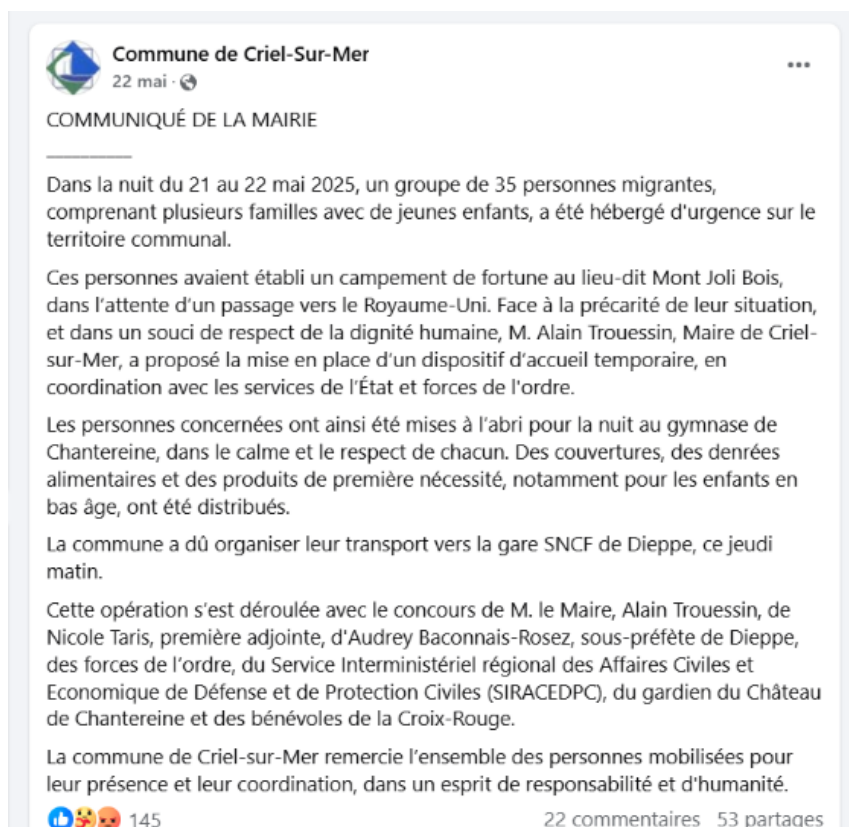 Commune de Criel-Sur-Mer
22 mai ·
COMMUNIQUÉ DE LA MAIRIE
___________
Dans la nuit du 21 au 22 mai 2025, un groupe de 35 personnes migrantes,
comprenant plusieurs familles avec de jeunes enfants, a été hébergé d'urgence sur le
territoire communal.
Ces personnes avaient établi un campement de fortune au lieu-dit Mont Joli Bois,
dans l'attente d'un passage vers le Royaume-Uni. Face à la précarité de leur situation,
et dans un souci de respect de la dignité humaine, M. Alain Trouessin, Maire de Criel-
sur-Mer, a proposé la mise en place d'un dispositif d'accueil temporaire, en
coordination avec les services de l'État et forces de l'ordre.
Les personnes concernées ont ainsi été mises à l'abri pour la nuit au gymnase de
Chantereine, dans le calme et le respect de chacun. Des couvertures, des denrées
alimentaires et des produits de première nécessité, notamment pour les enfants en
bas âge, ont été distribués.
La commune a dû organiser leur transport vers la gare SNCF de Dieppe, ce jeudi
matin.
Cette opération s'est déroulée avec le concours de M. le Maire, Alain Trouessin, de
Nicole Taris, première adjointe, d'Audrey Baconnais-Rosez, sous-préfète de Dieppe,
des forces de l'ordre, du Service Interministériel régional des Affaires Civiles et
Economique de Défense et de Protection Civiles (SIRACEDPC), du gardien du Château
de Chantereine et des bénévoles de la Croix-Rouge.
La commune de Criel-sur-Mer remercie l'ensemble des personnes mobilisées pour
leur présence et leur coordination, dans un esprit de responsabilité et d'humanité.
145 22 commentaires 53 partages